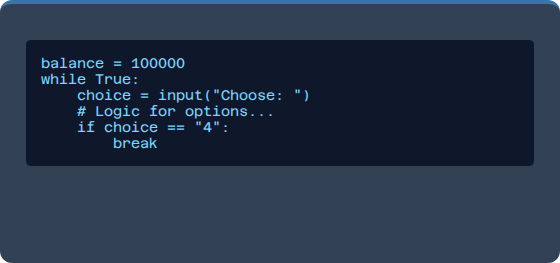 balance = 100000
while True:
    choice = input("Choose: ")
    # Logic for options...
    if choice == "4":
        break